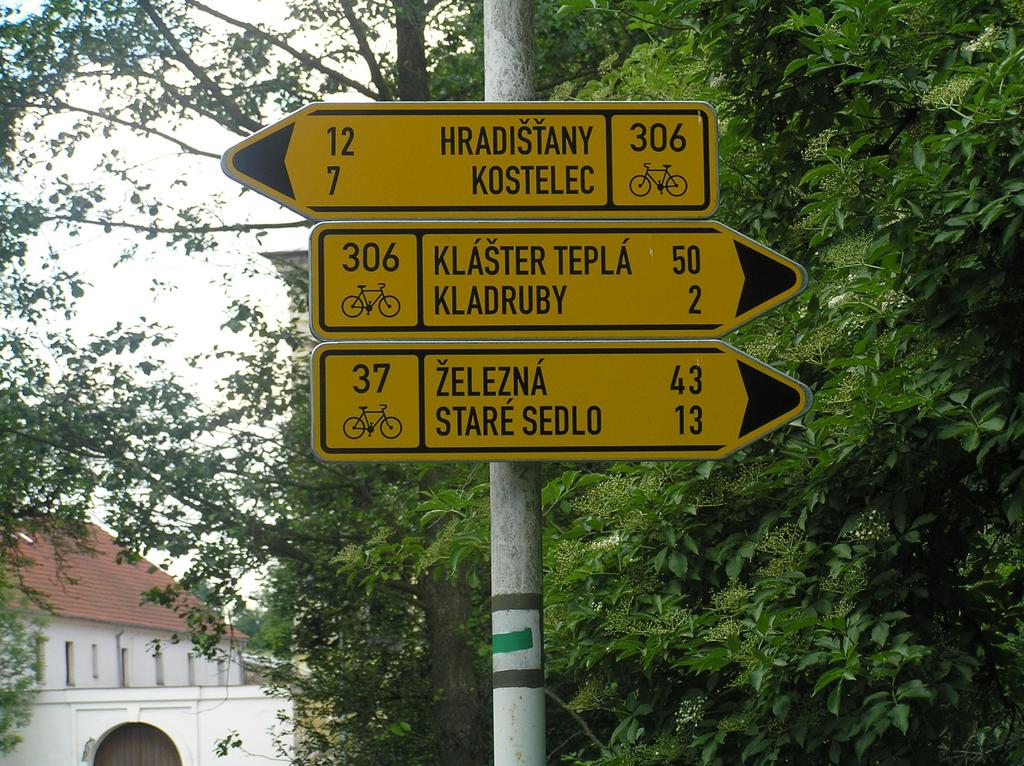 12 HRADIŠŤANY 306
7 KOSTELEC
306 KLÁŠTER TEPLÁ 50
KLADRUBY 2
37 ŽELEZNÁ 43
STARÉ SEDLO 13